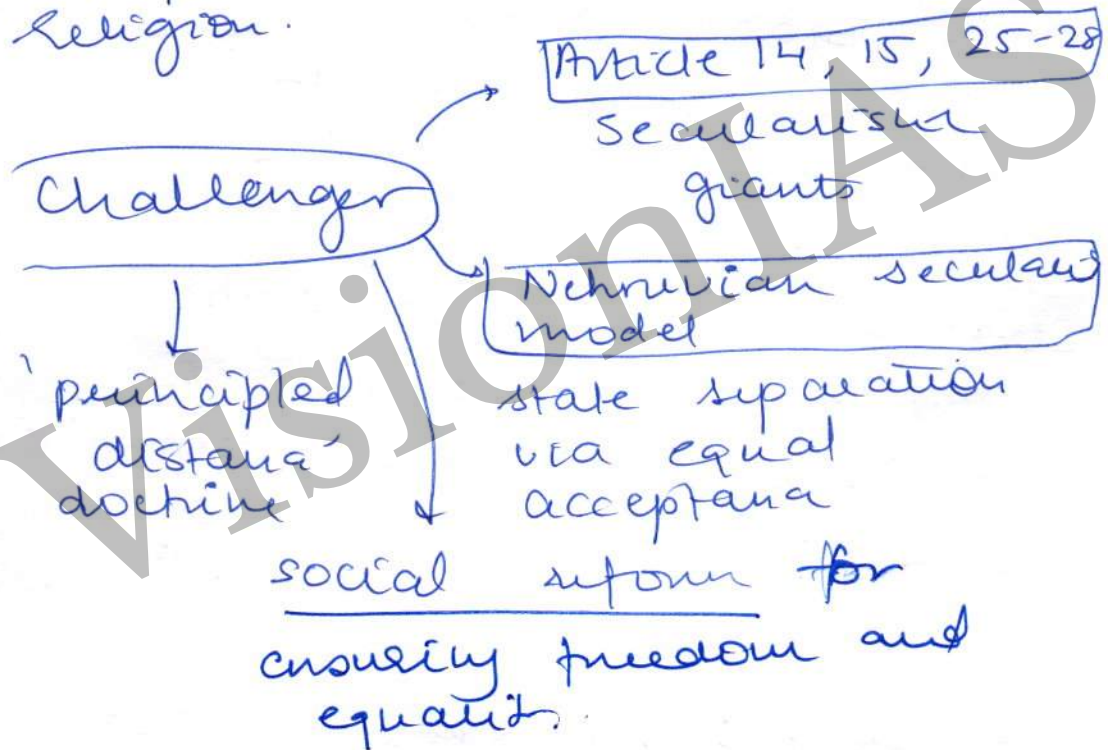 Religion.
Article 14, 15, 25-28
secularism
giants
Challenges
Nehruvian secular
model
'principled
distance'
doctrine
state separation
via equal
acceptance
social reform for
ensuring freedom and
equality.
VisionIAS